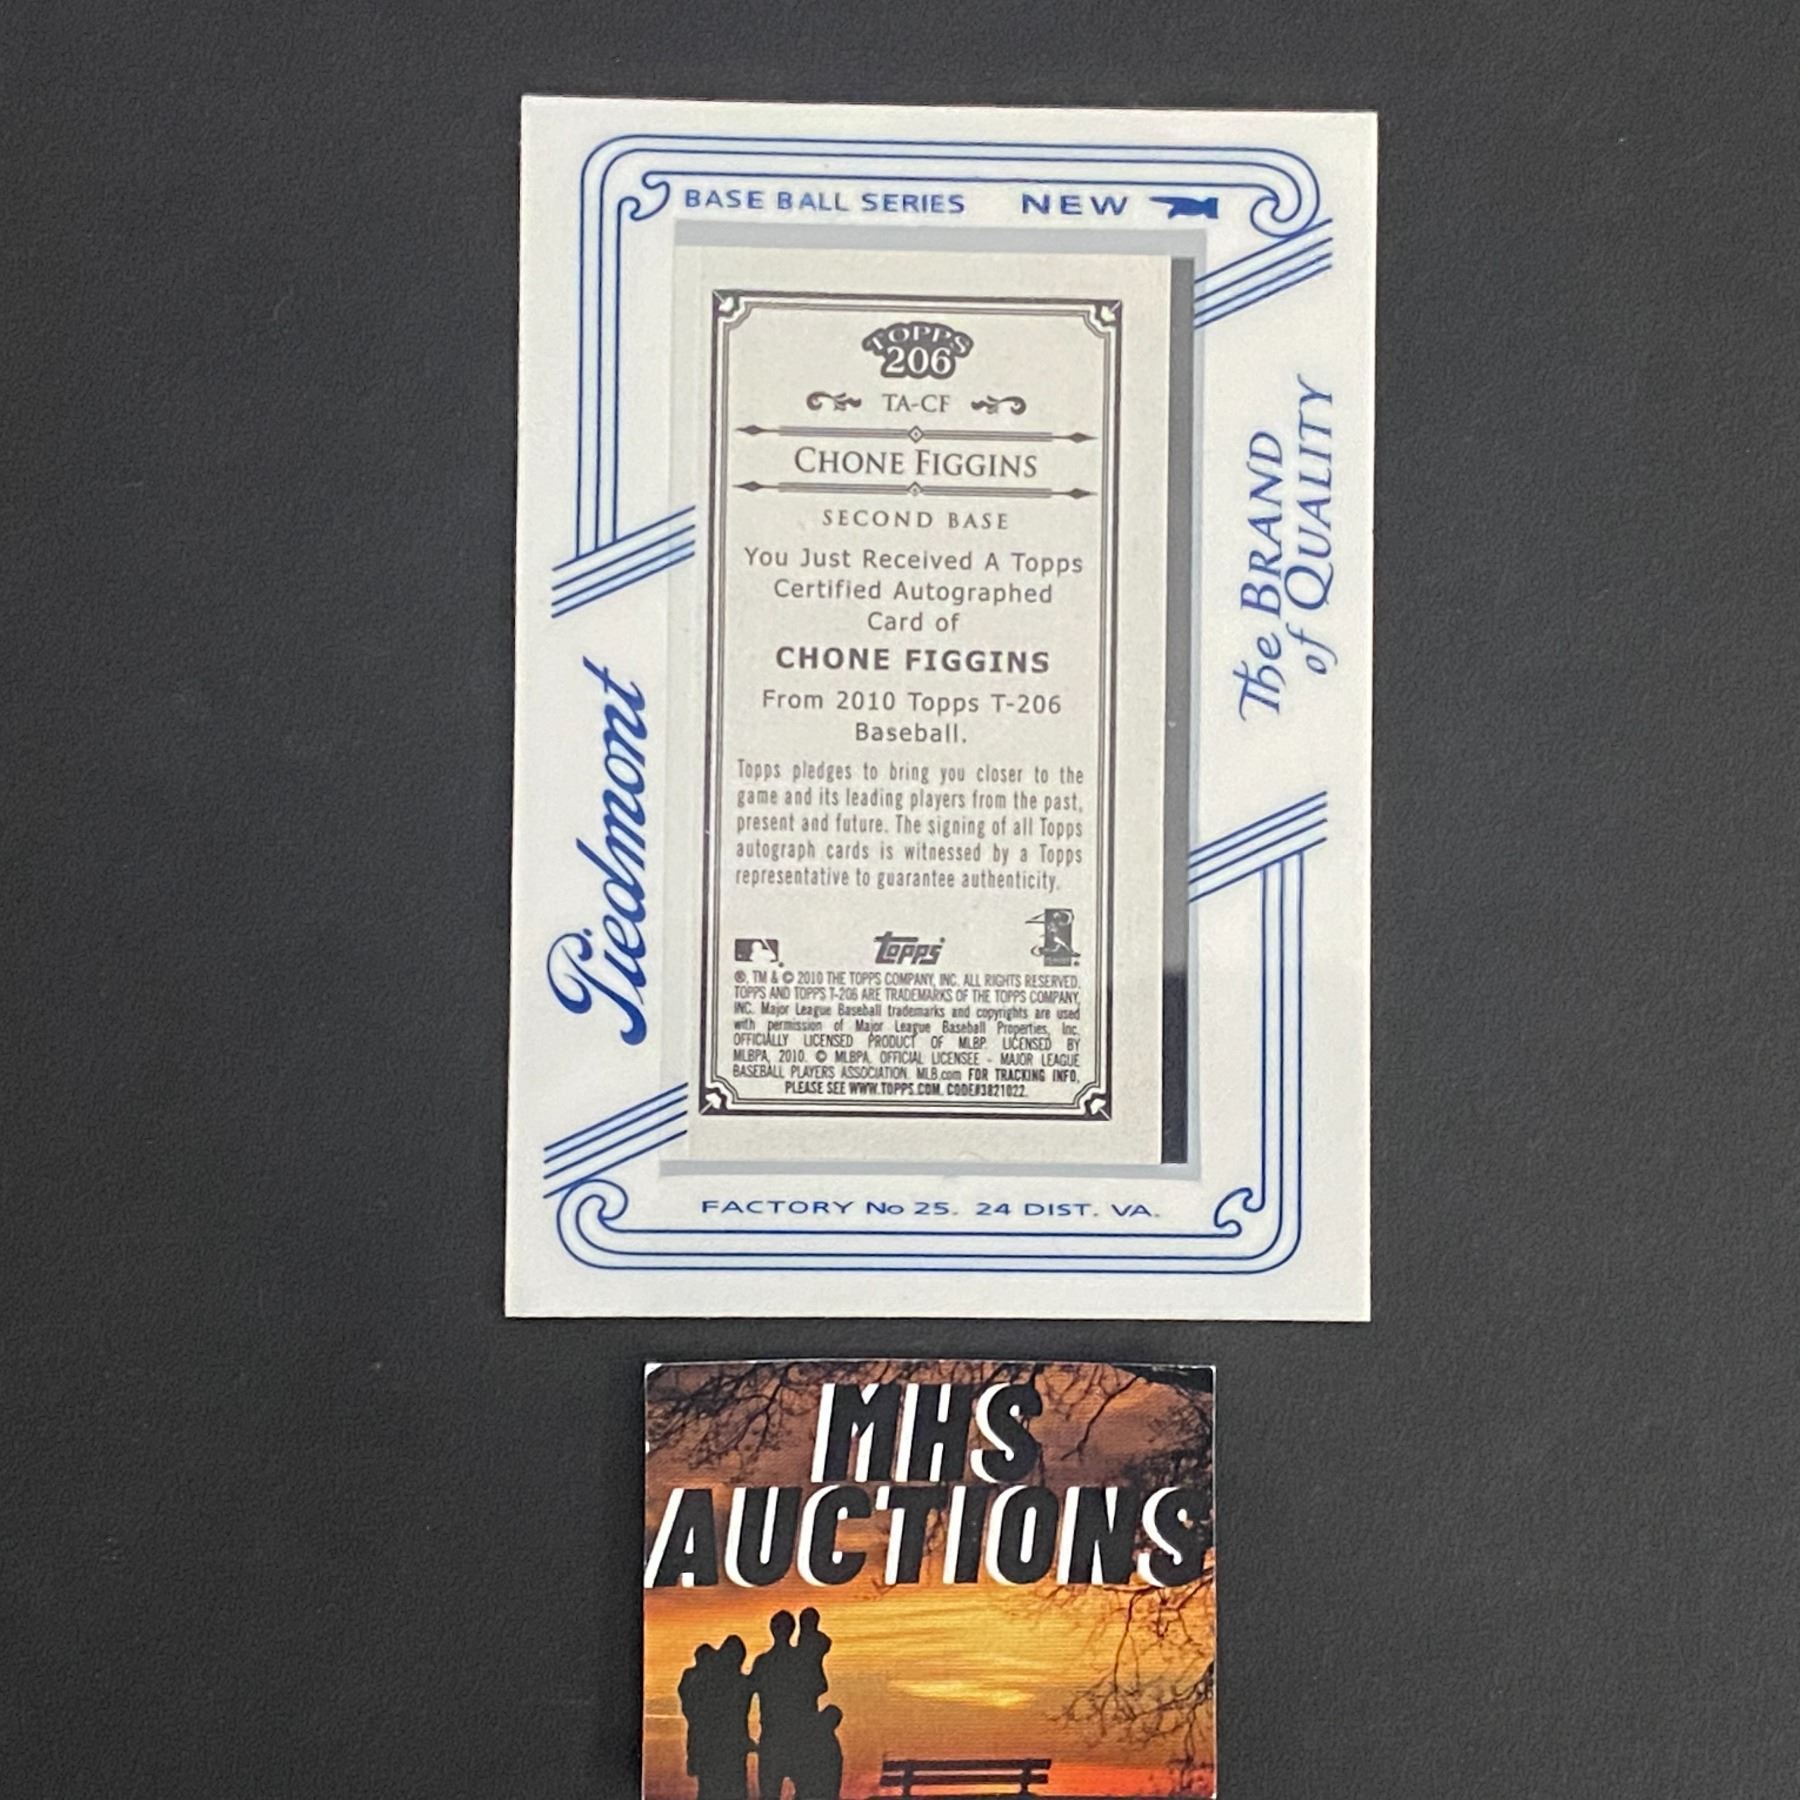 BASE BALL SERIES NEW
TOPPS
206
TA-CF
CHONE FIGGINS
SECOND BASE
You Just Received A Topps
Certified Autographed
Card of
CHONE FIGGINS
From 2010 Topps T-206
Baseball.
Topps pledges to bring you closer to the
game and its leading players from the past,
present and future. The signing of all Topps
autograph cards is witnessed by a Topps
representative to guarantee authenticity.
topps
®, TM & © 2010 THE TOPPS COMPANY, INC. ALL RIGHTS RESERVED.
TOPPS AND TOPPS T-206 ARE TRADEMARKS OF THE TOPPS COMPANY,
INC. Major League Baseball trademarks and copyrights are used
with permission of Major League Baseball Properties, Inc.
OFFICIALLY LICENSED PRODUCT OF MLBP. LICENSED BY
MLBPA, 2010. © MLBPA. OFFICIAL LICENSEE - MAJOR LEAGUE
BASEBALL PLAYERS ASSOCIATION. MLB.com FOR TRACKING INFO,
PLEASE SEE WWW.TOPPS.COM. CODE#3821022.
Piedmont
The BRAND
of QUALITY
FACTORY No 25. 24 DIST. VA.
MHS
AUCTIONS